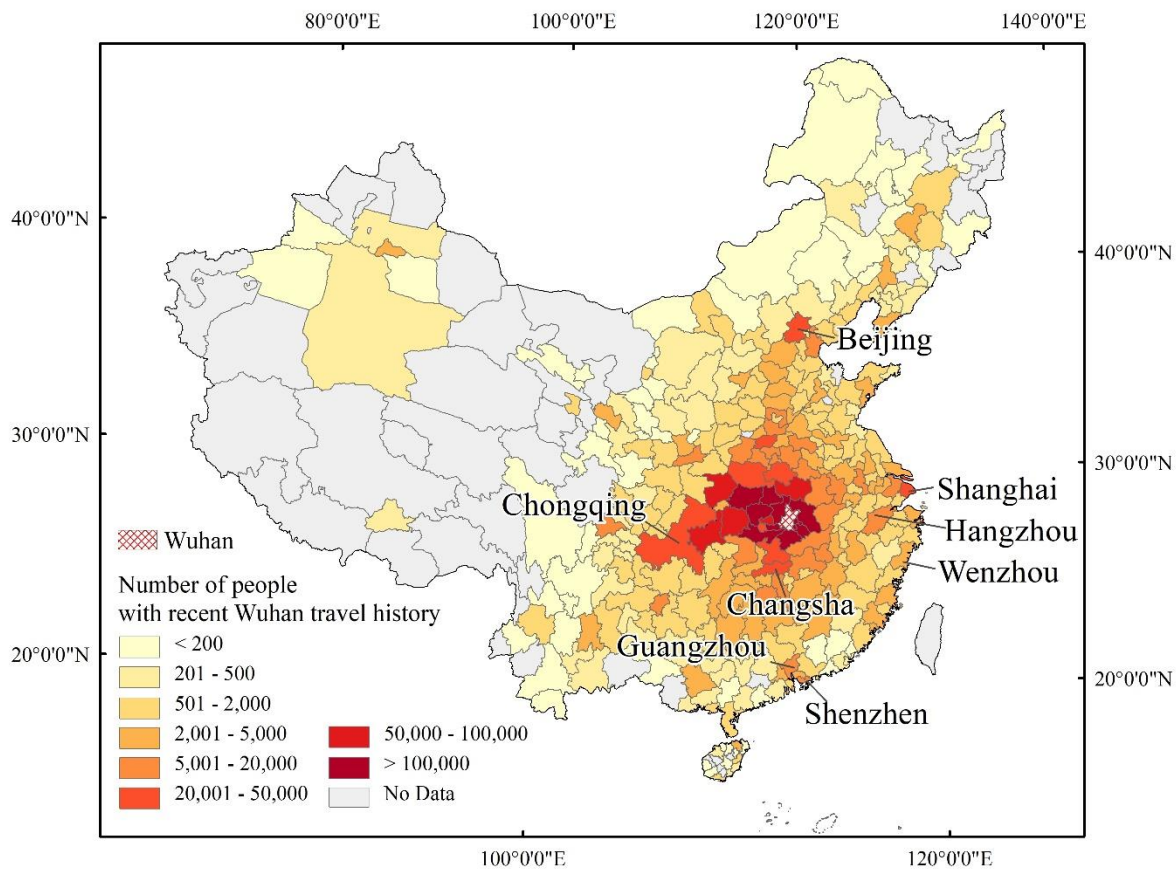 80°0'0"E
100°0'0"E
120°0'0"E
140°0'0"E
40°0'0"N
40°0'0"N
Beijing
30°0'0"N
30°0'0"N
Shanghai
Chongqing
Hangzhou
Wuhan
Wenzhou
Number of people
with recent Wuhan travel history
Changsha
< 200
Guangzhou
20°0'0"N
201 - 500
20°0'0"N
501 - 2,000
Shenzhen
2,001 - 5,000
50,000 - 100,000
5,001 - 20,000
> 100,000
20,001 - 50,000
No Data
100°0'0"E
120°0'0"E